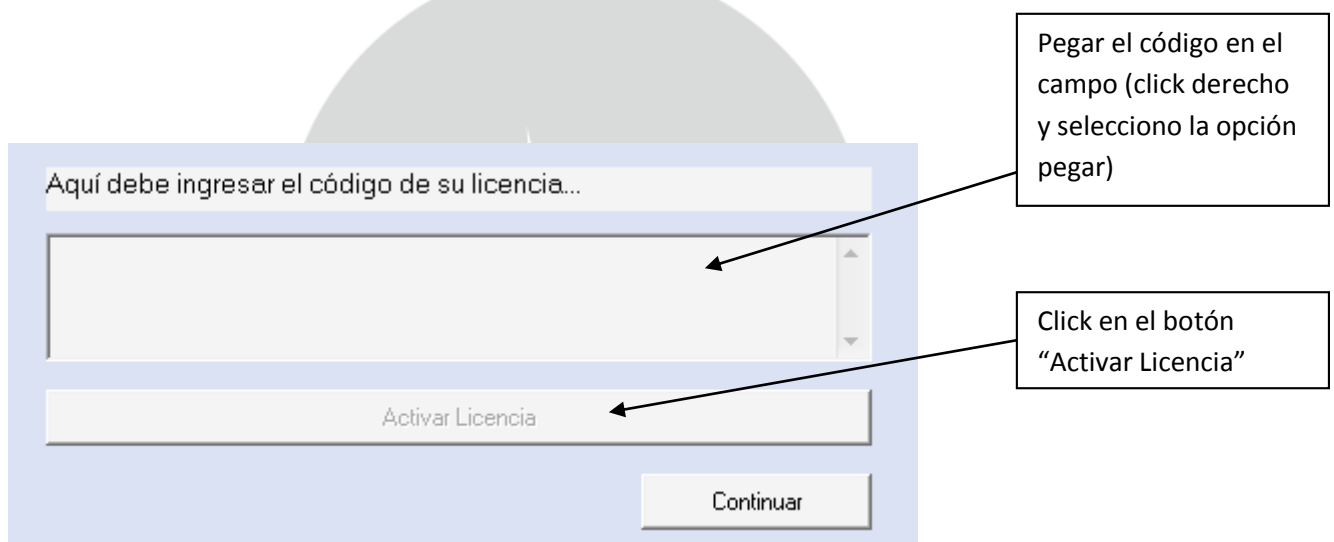 Pegar el código en el
campo (click derecho
y selecciono la opción
pegar)
Aquí debe ingresar el código de su licencia...
Click en el botón
“Activar Licencia”
Activar Licencia
Continuar